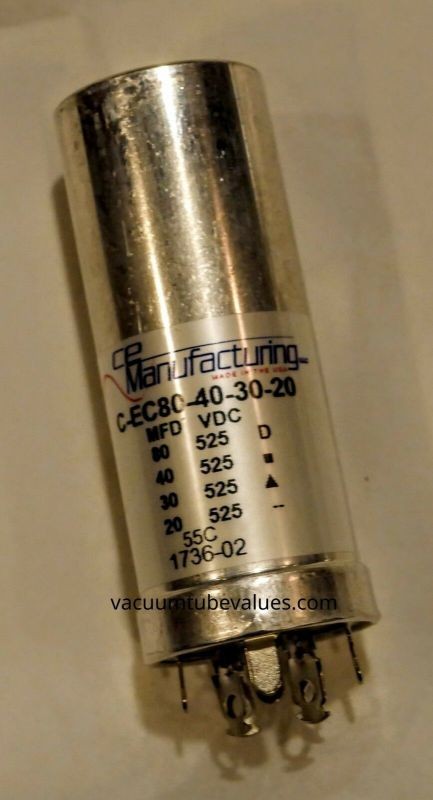 ce
Manufacturing
MADE IN THE USA
C-EC80-40-30-20
MFD VDC
80 525 D
40 525 ■
30 525 ▲
20 525 --
55C
1736-02
vacuumtubevalues.com